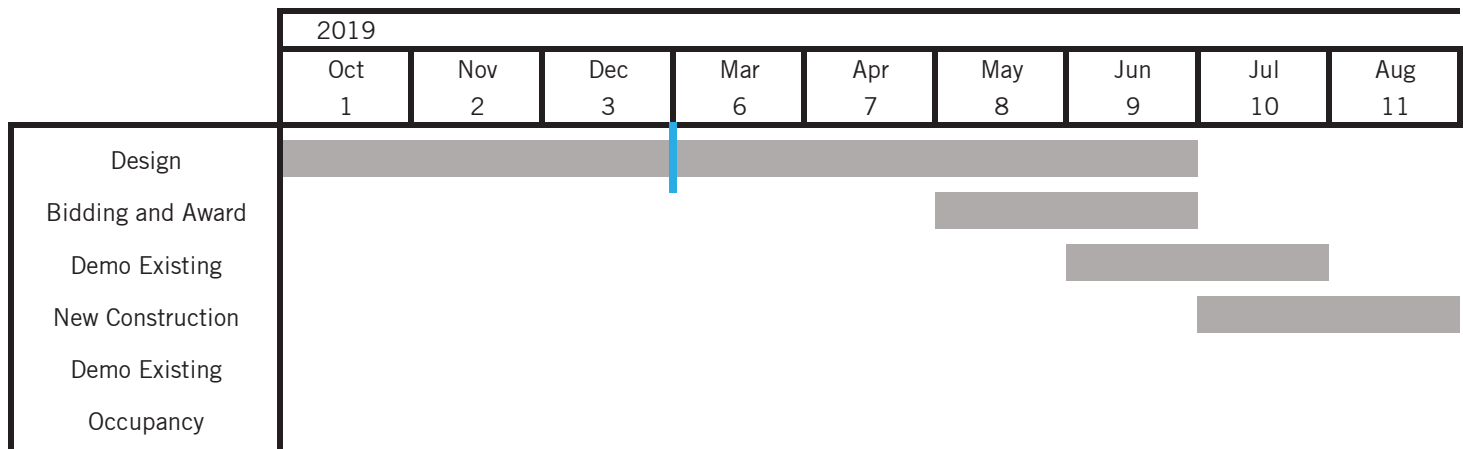 2019
Oct Nov Dec Mar Apr May Jun Jul Aug
1 2 3 6 7 8 9 10 11
Design
Bidding and Award
Demo Existing
New Construction
Demo Existing
Occupancy